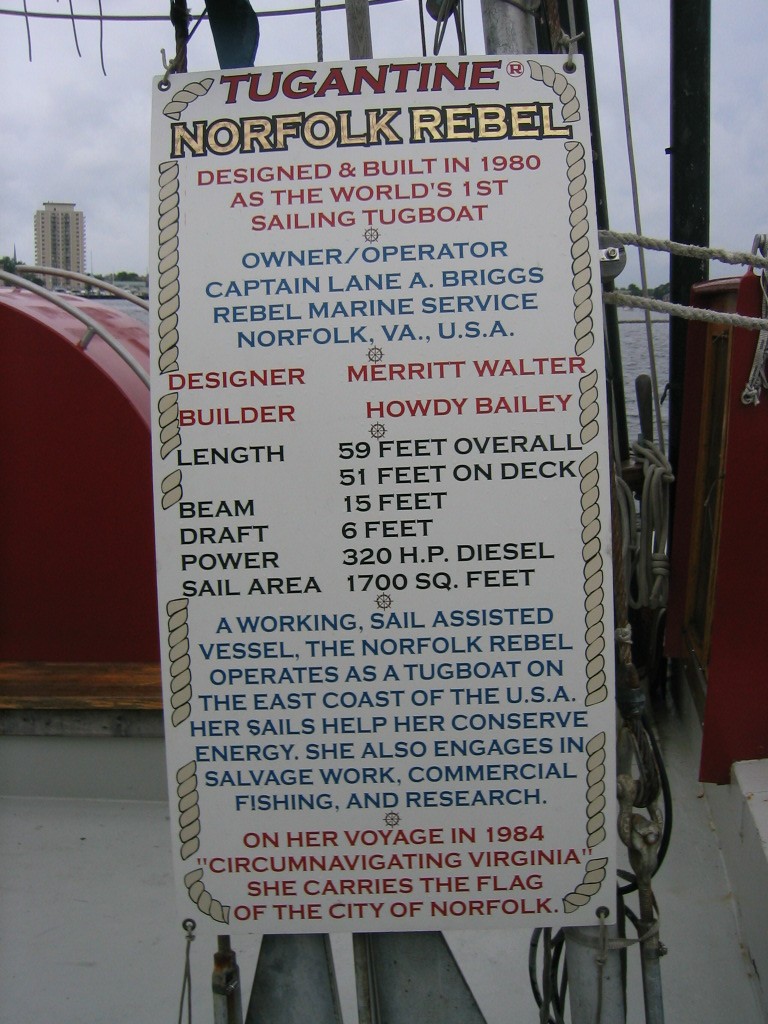 TUGANTINE®
NORFOLK REBEL
DESIGNED & BUILT IN 1980
AS THE WORLD'S 1ST
SAILING TUGBOAT
OWNER/OPERATOR
CAPTAIN LANE A. BRIGGS
REBEL MARINE SERVICE
NORFOLK, VA., U.S.A.
DESIGNER MERRITT WALTER
BUILDER HOWDY BAILEY
LENGTH 59 FEET OVERALL
51 FEET ON DECK
BEAM 15 FEET
DRAFT 6 FEET
POWER 320 H.P. DIESEL
SAIL AREA 1700 SQ. FEET
A WORKING, SAIL ASSISTED
VESSEL, THE NORFOLK REBEL
OPERATES AS A TUGBOAT ON
THE EAST COAST OF THE U.S.A.
HER SAILS HELP HER CONSERVE
ENERGY. SHE ALSO ENGAGES IN
SALVAGE WORK, COMMERCIAL
FISHING, AND RESEARCH.
ON HER VOYAGE IN 1984
"CIRCUMNAVIGATING VIRGINIA"
SHE CARRIES THE FLAG
OF THE CITY OF NORFOLK.